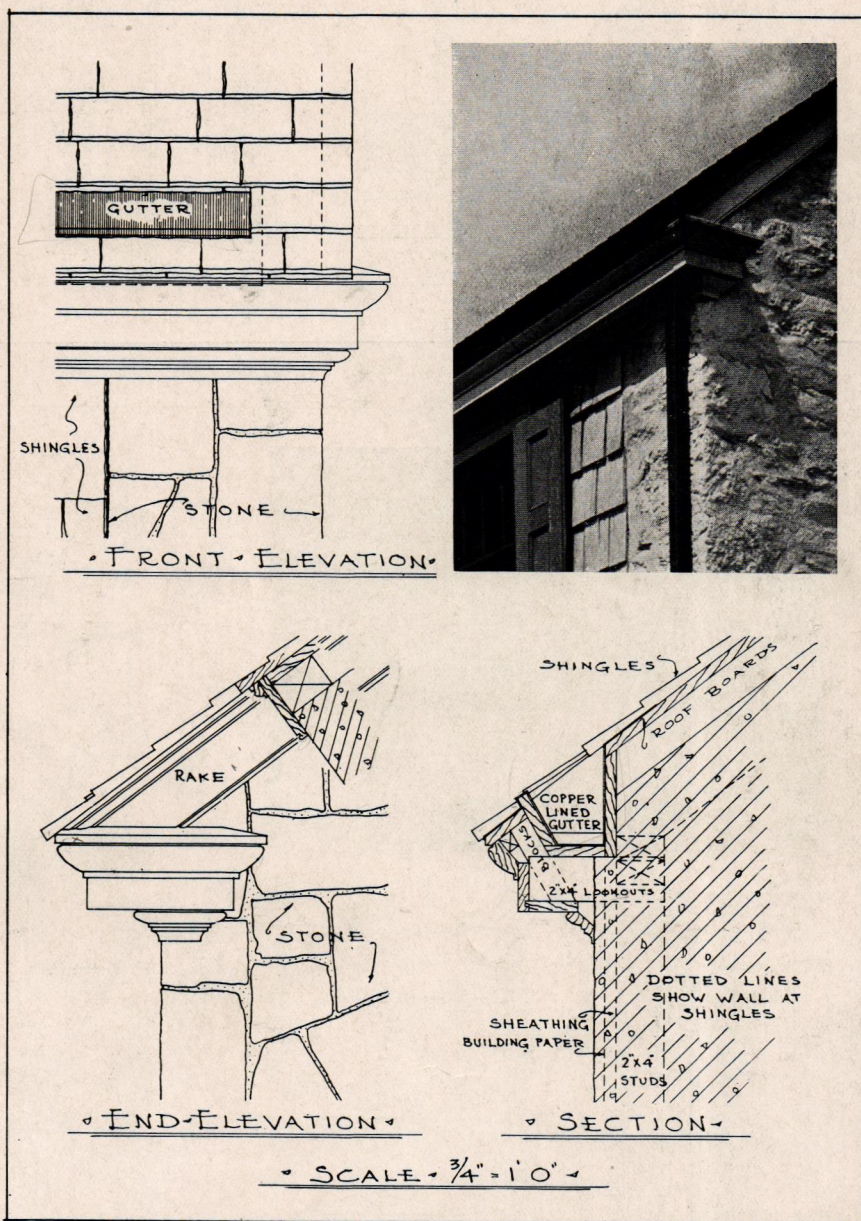 GUTTER
SHINGLES
STONE
· FRONT · ELEVATION ·
RAKE
STONE
· END · ELEVATION ·
SHINGLES
ROOF BOARDS
COPPER
LINED
GUTTER
BLOCKS
2"X4" LOOKOUTS
DOTTED LINES
SHOW WALL AT
SHINGLES
SHEATHING
BUILDING PAPER
2"X4"
STUDS
· SECTION ·
· SCALE · 3/4" = 1' 0" ·